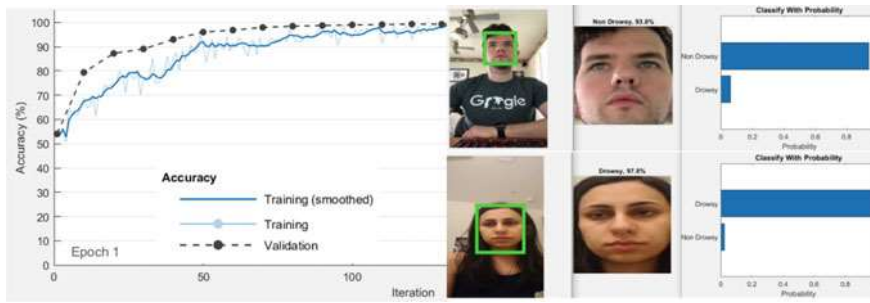 100
90
80
70
60
50
40
30
20
10
0
Accuracy (%)
Accuracy
Training (smoothed)
Training
Validation
Epoch 1
0
50
100
Iteration
Google
Non Drowsy, 93.8%
Classify With Probability
Non Drowsy
Drowsy
0
0.2
0.4
0.6
0.8
Probability
Drowsy, 97.8%
Classify With Probability
Drowsy
Non Drowsy
0
0.2
0.4
0.6
0.8
Probability